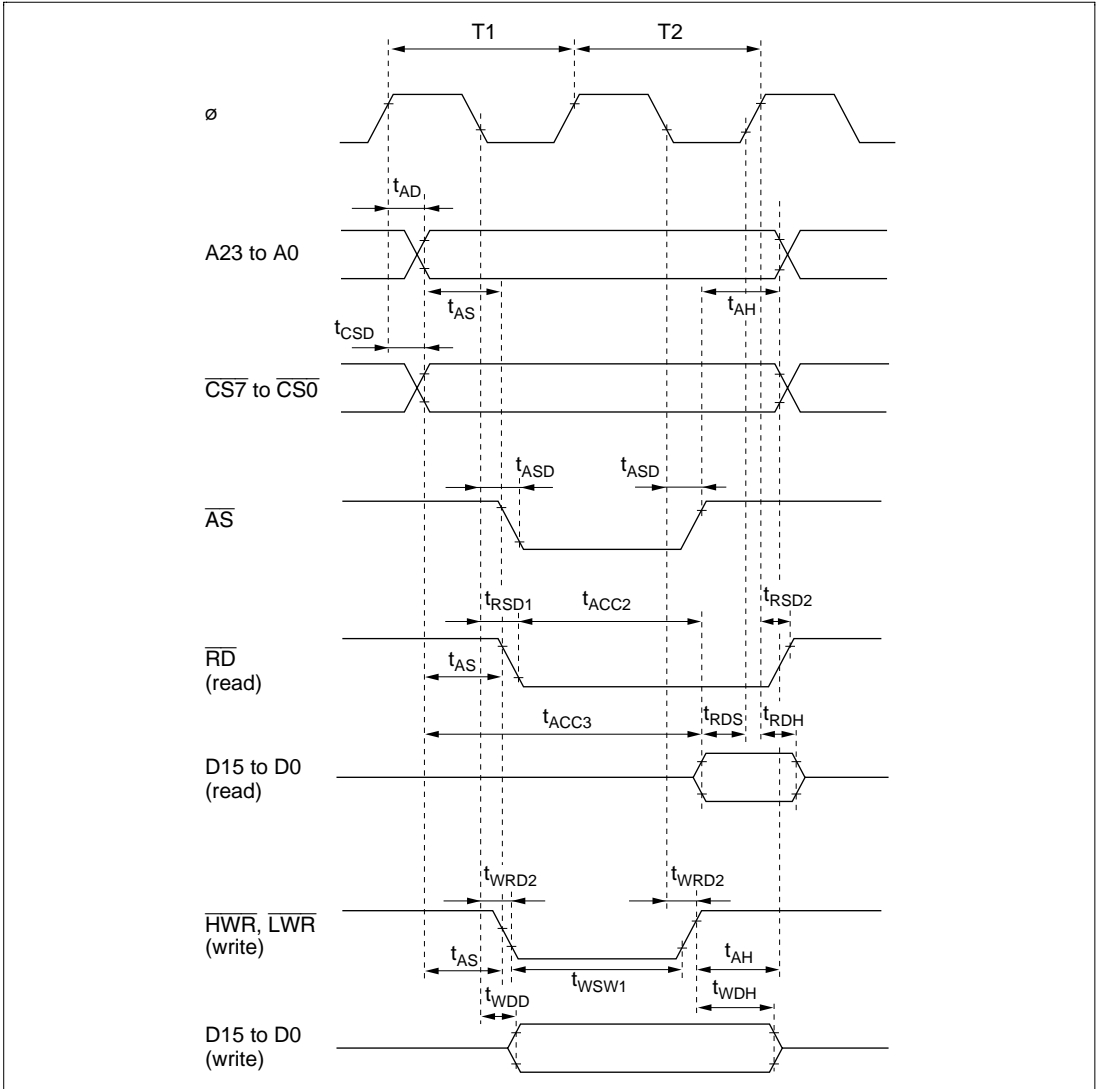 T1 T2
ø
tAD
A23 to A0
tAS tAH
tCSD
CS7 to CS0
tASD tASD
AS
tRSD1 tACC2 tRSD2
RD
(read)
tAS
tACC3 tRDS tRDH
D15 to D0
(read)
tWRD2 tWRD2
HWR, LWR
(write)
tAS tWSW1 tAH
tWDD tWDH
D15 to D0
(write)